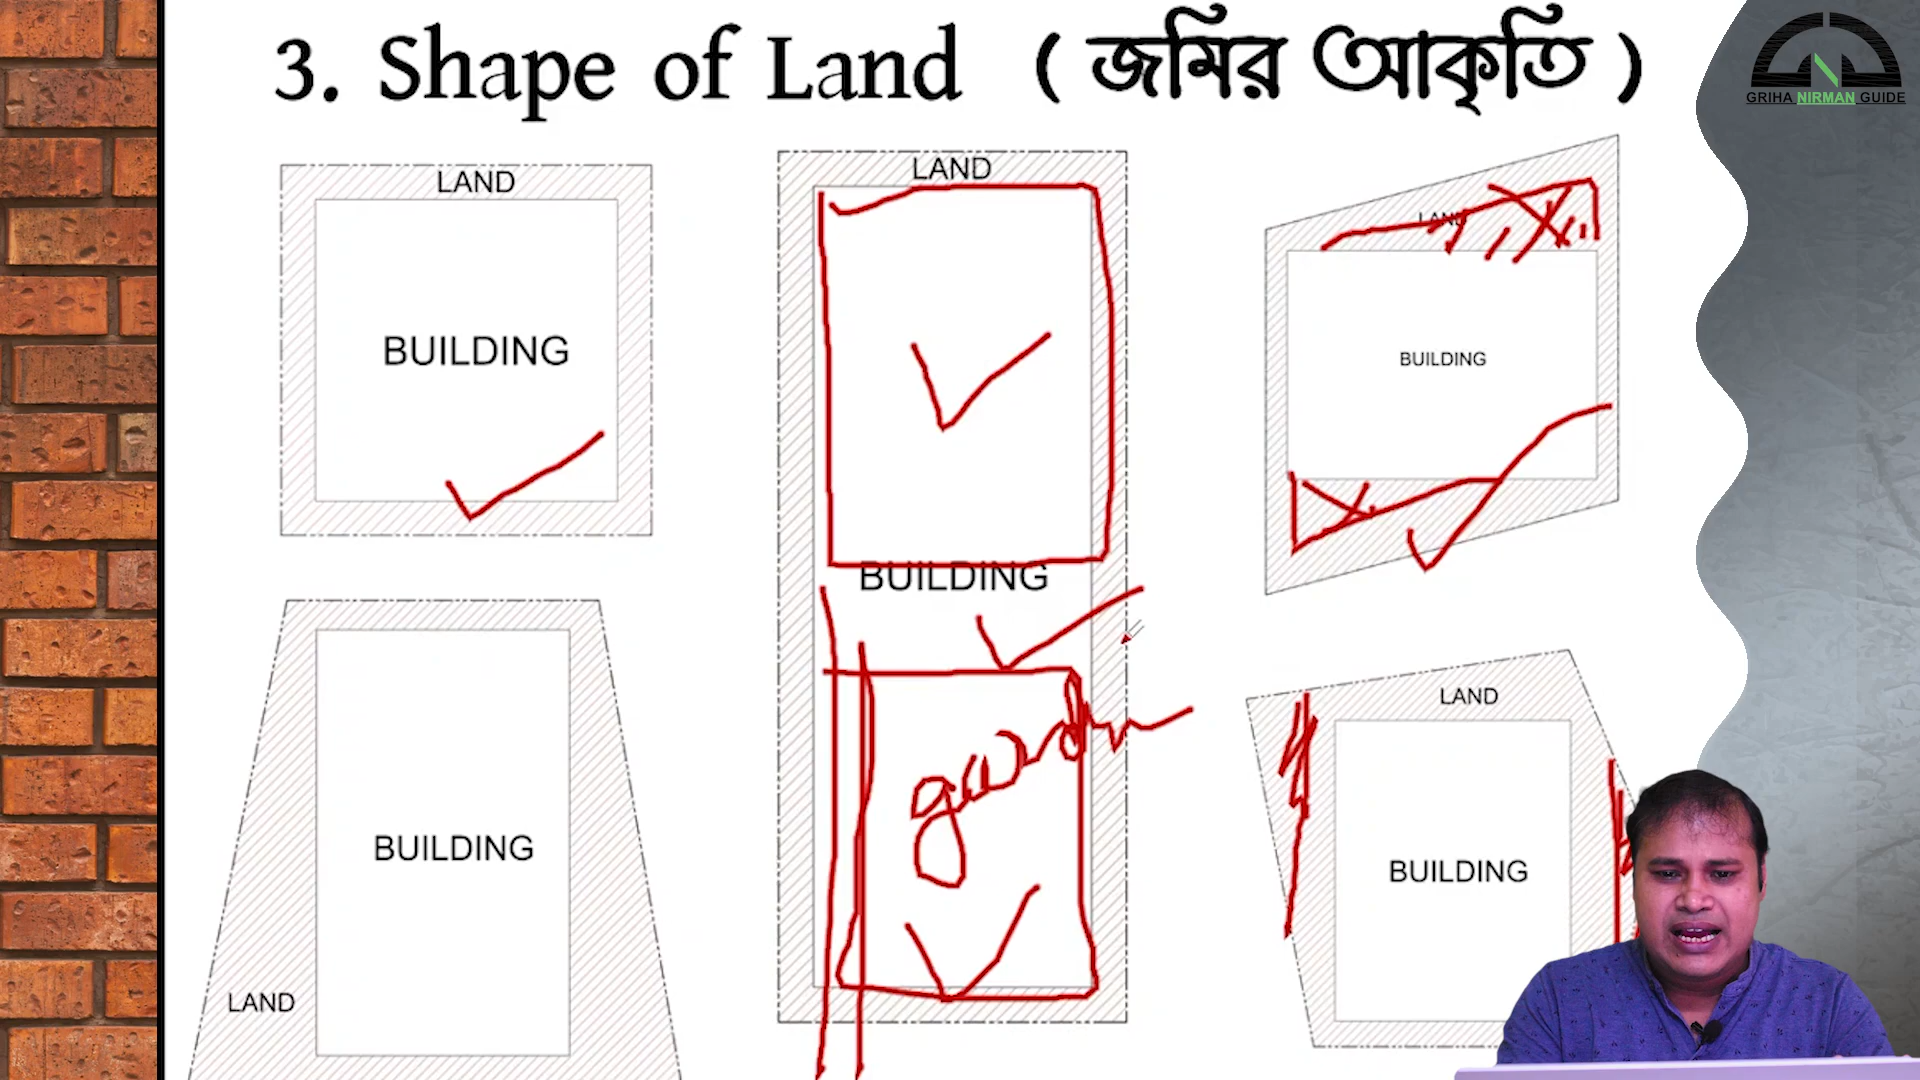 3. Shape of Land ( জমির আকৃতি )
GRIHA NIRMAN GUIDE
LAND
BUILDING
LAND
BUILDING
LAND
BUILDING
BUILDING
LAND
LAND
BUILDING